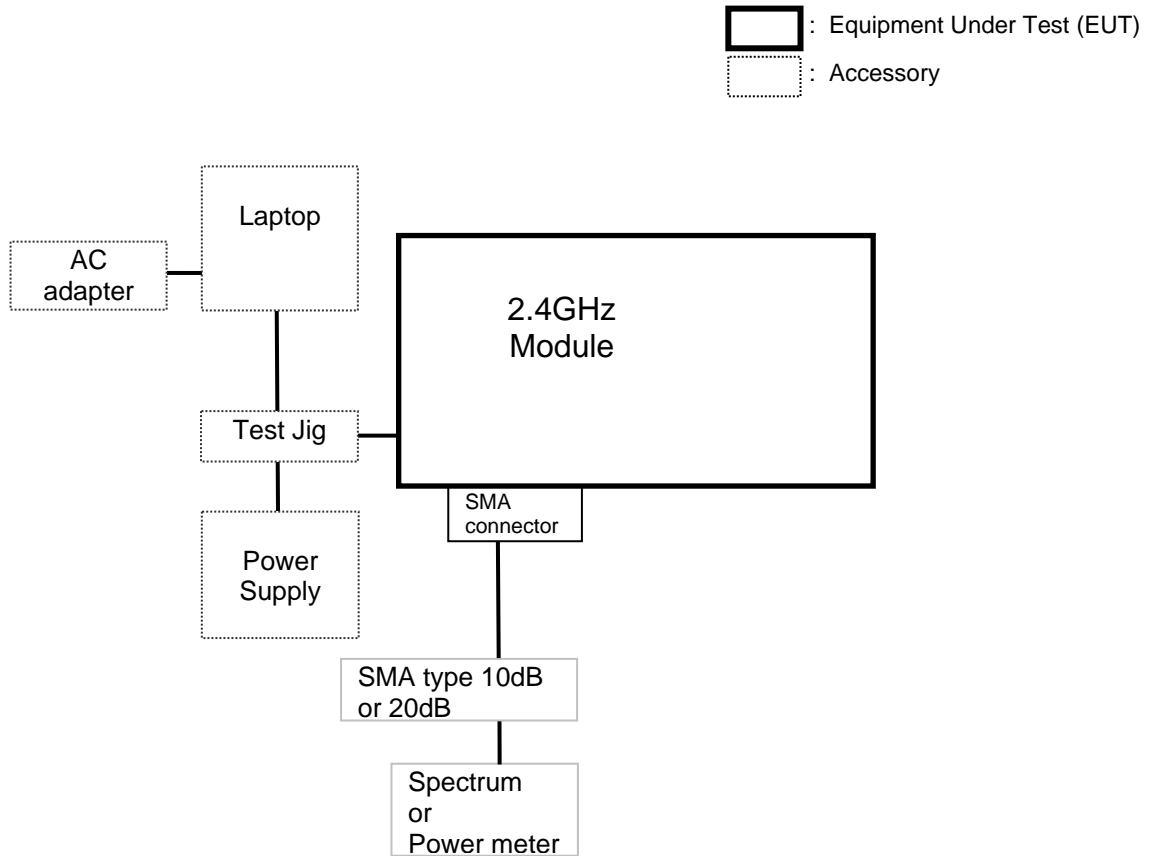 : Equipment Under Test (EUT)
: Accessory
Laptop
AC
adapter
2.4GHz
Module
Test Jig
SMA
connector
Power
Supply
SMA type 10dB
or 20dB
Spectrum
or
Power meter